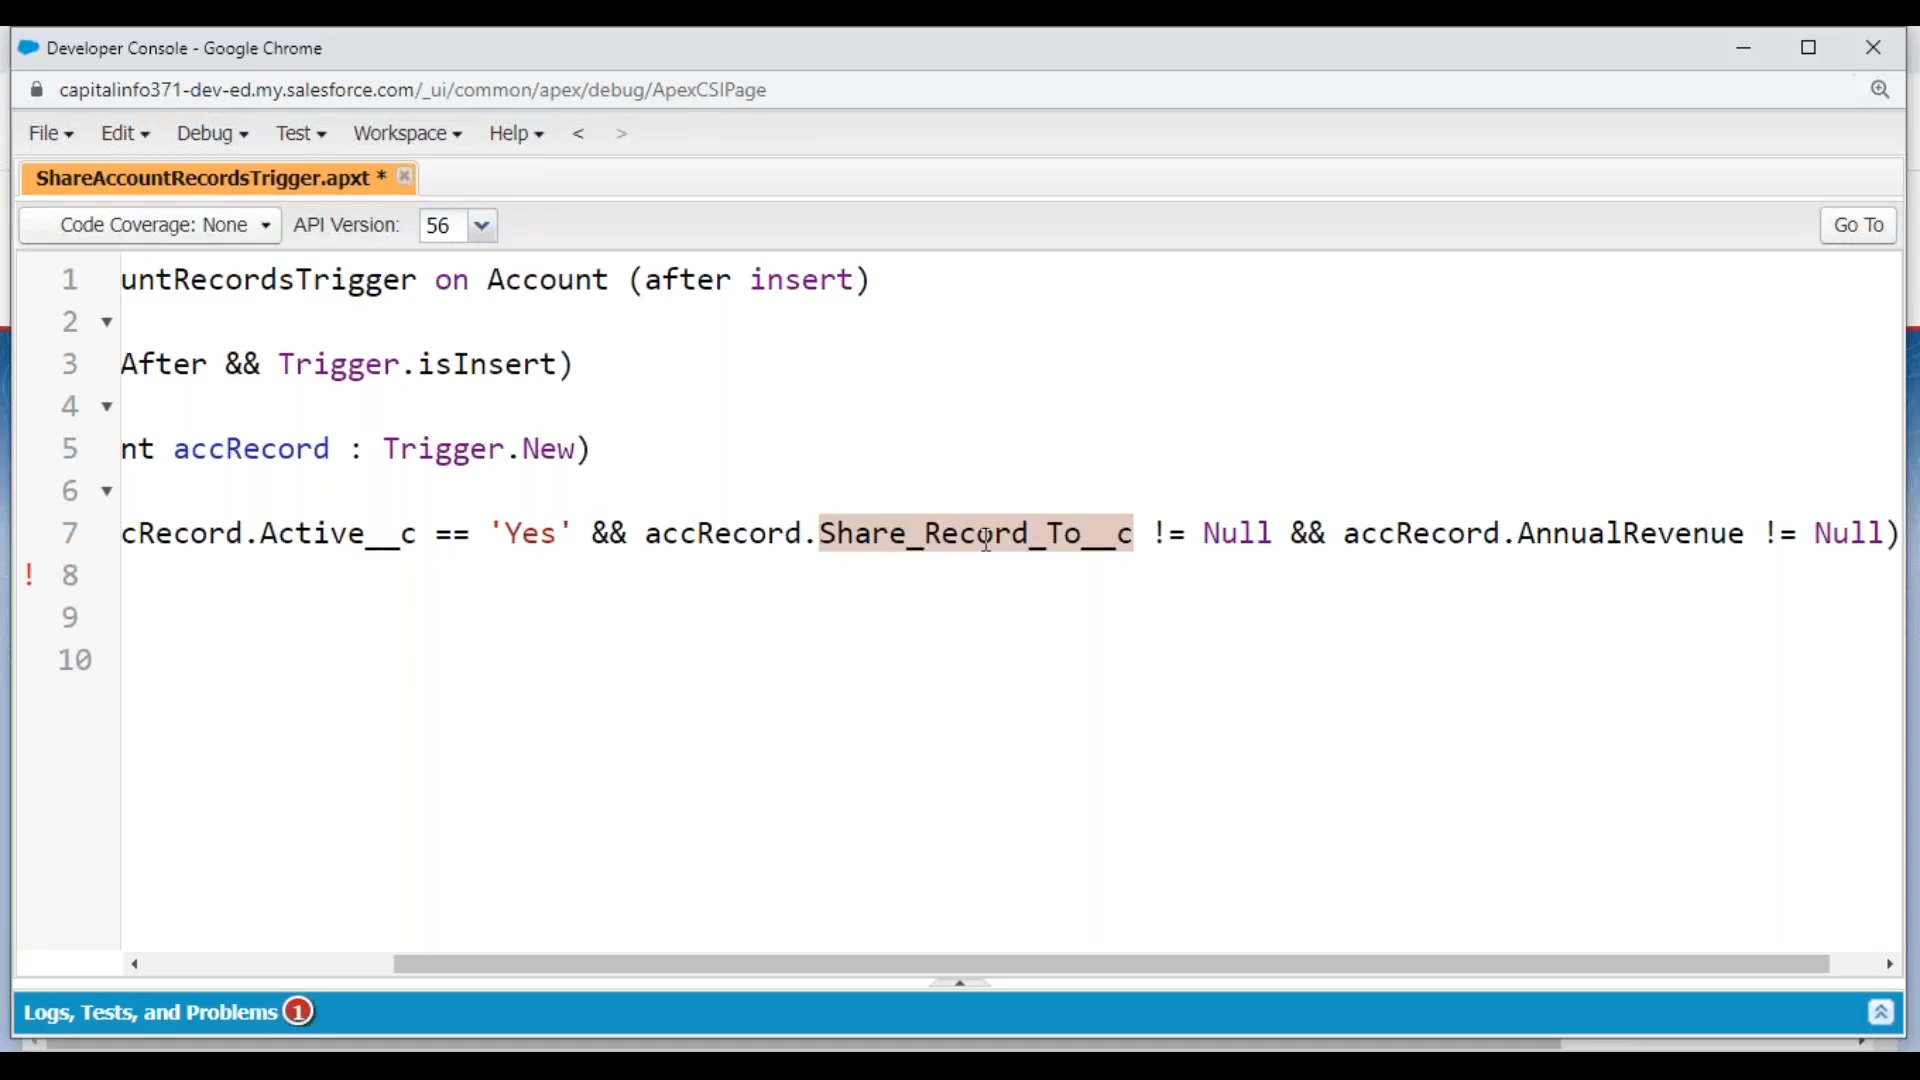 Developer Console - Google Chrome
capitalinfo371-dev-ed.my.salesforce.com/_ui/common/apex/debug/ApexCSIPage
File Edit Debug Test Workspace Help < >
ShareAccountRecordsTrigger.apxt *
Code Coverage: None API Version: 56 Go To
1 untRecordsTrigger on Account (after insert)
2
3 After && Trigger.isInsert)
4
5 nt accRecord : Trigger.New)
6
7 cRecord.Active__c == 'Yes' && accRecord.Share_Record_To__c != Null && accRecord.AnnualRevenue != Null)
! 8
9
10
Logs, Tests, and Problems 1